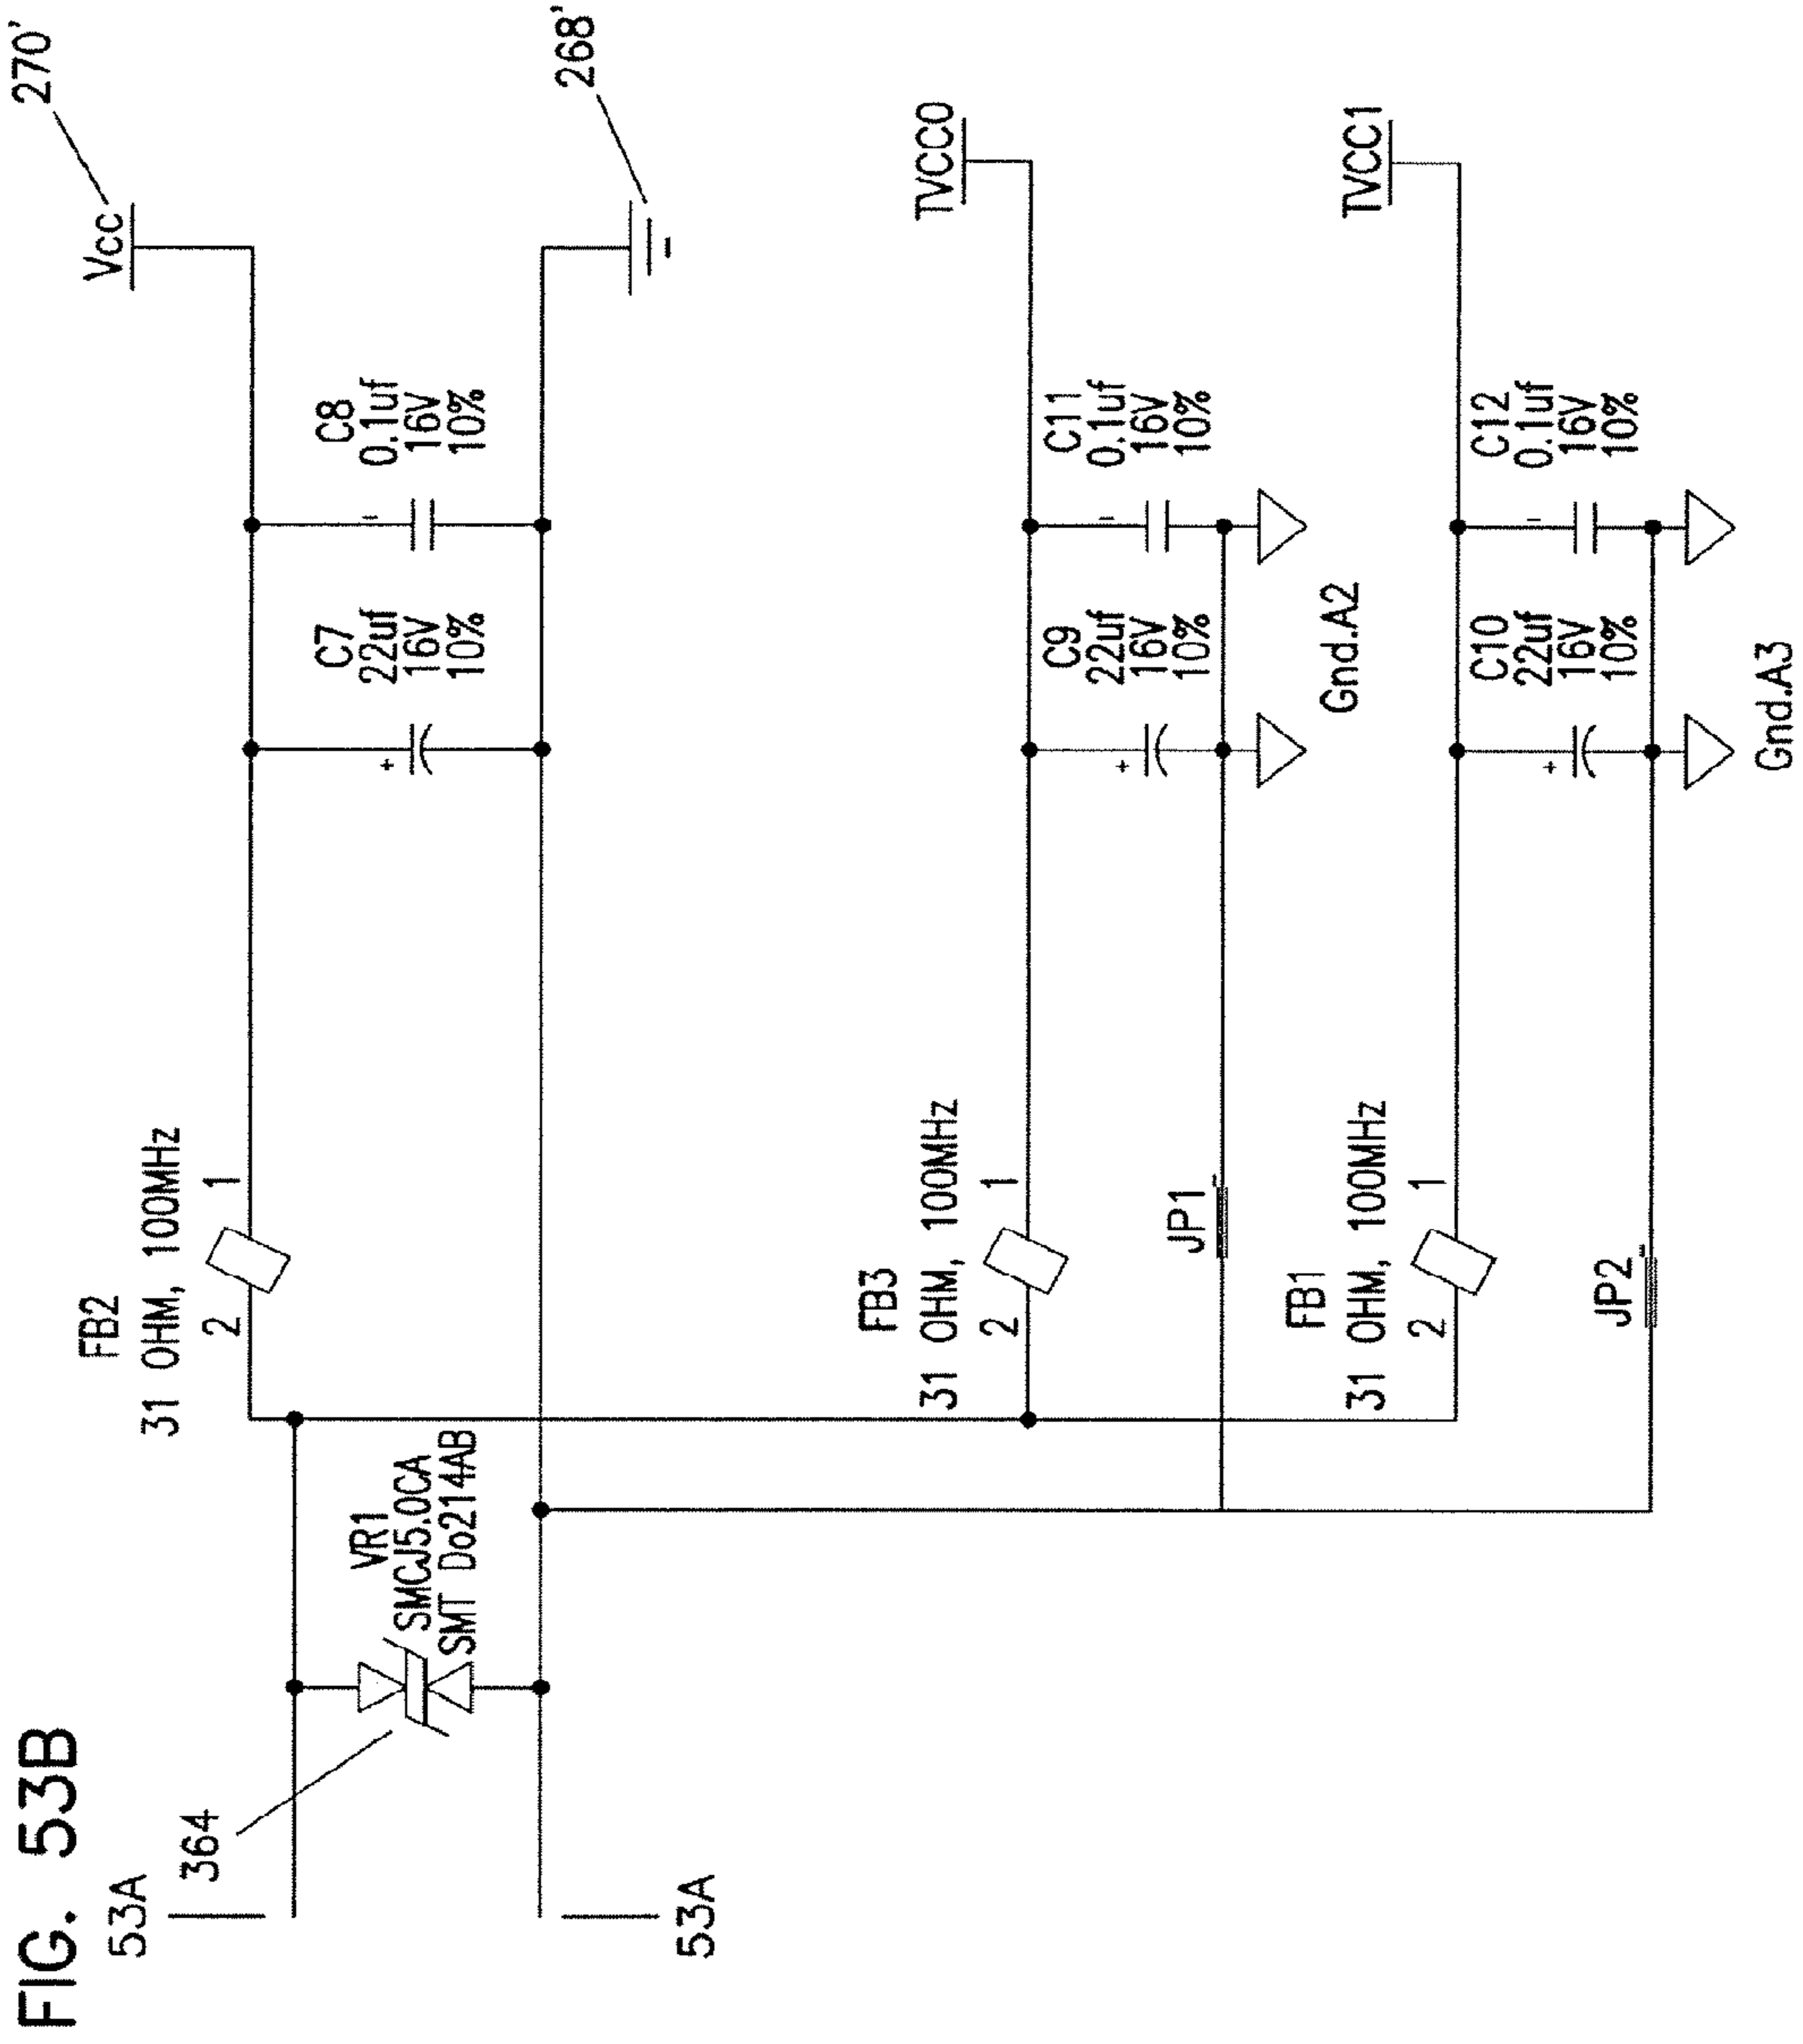 FIG. 53B
53A
53A
364
VR1
SMCJ5.0CA
SMT Do214AB
FB2
31 OHM, 100MHz
2 1
C7
22uf
16V
10%
C8
0.1uf
16V
10%
Vcc
270'
268'
FB3
31 OHM, 100MHz
2 1
JP1
C9
22uf
16V
10%
C11
0.1uf
16V
10%
TVCC0
Gnd.A2
FB1
31 OHM, 100MHz
2 1
JP2
C10
22uf
16V
10%
C12
0.1uf
16V
10%
TVCC1
Gnd.A3